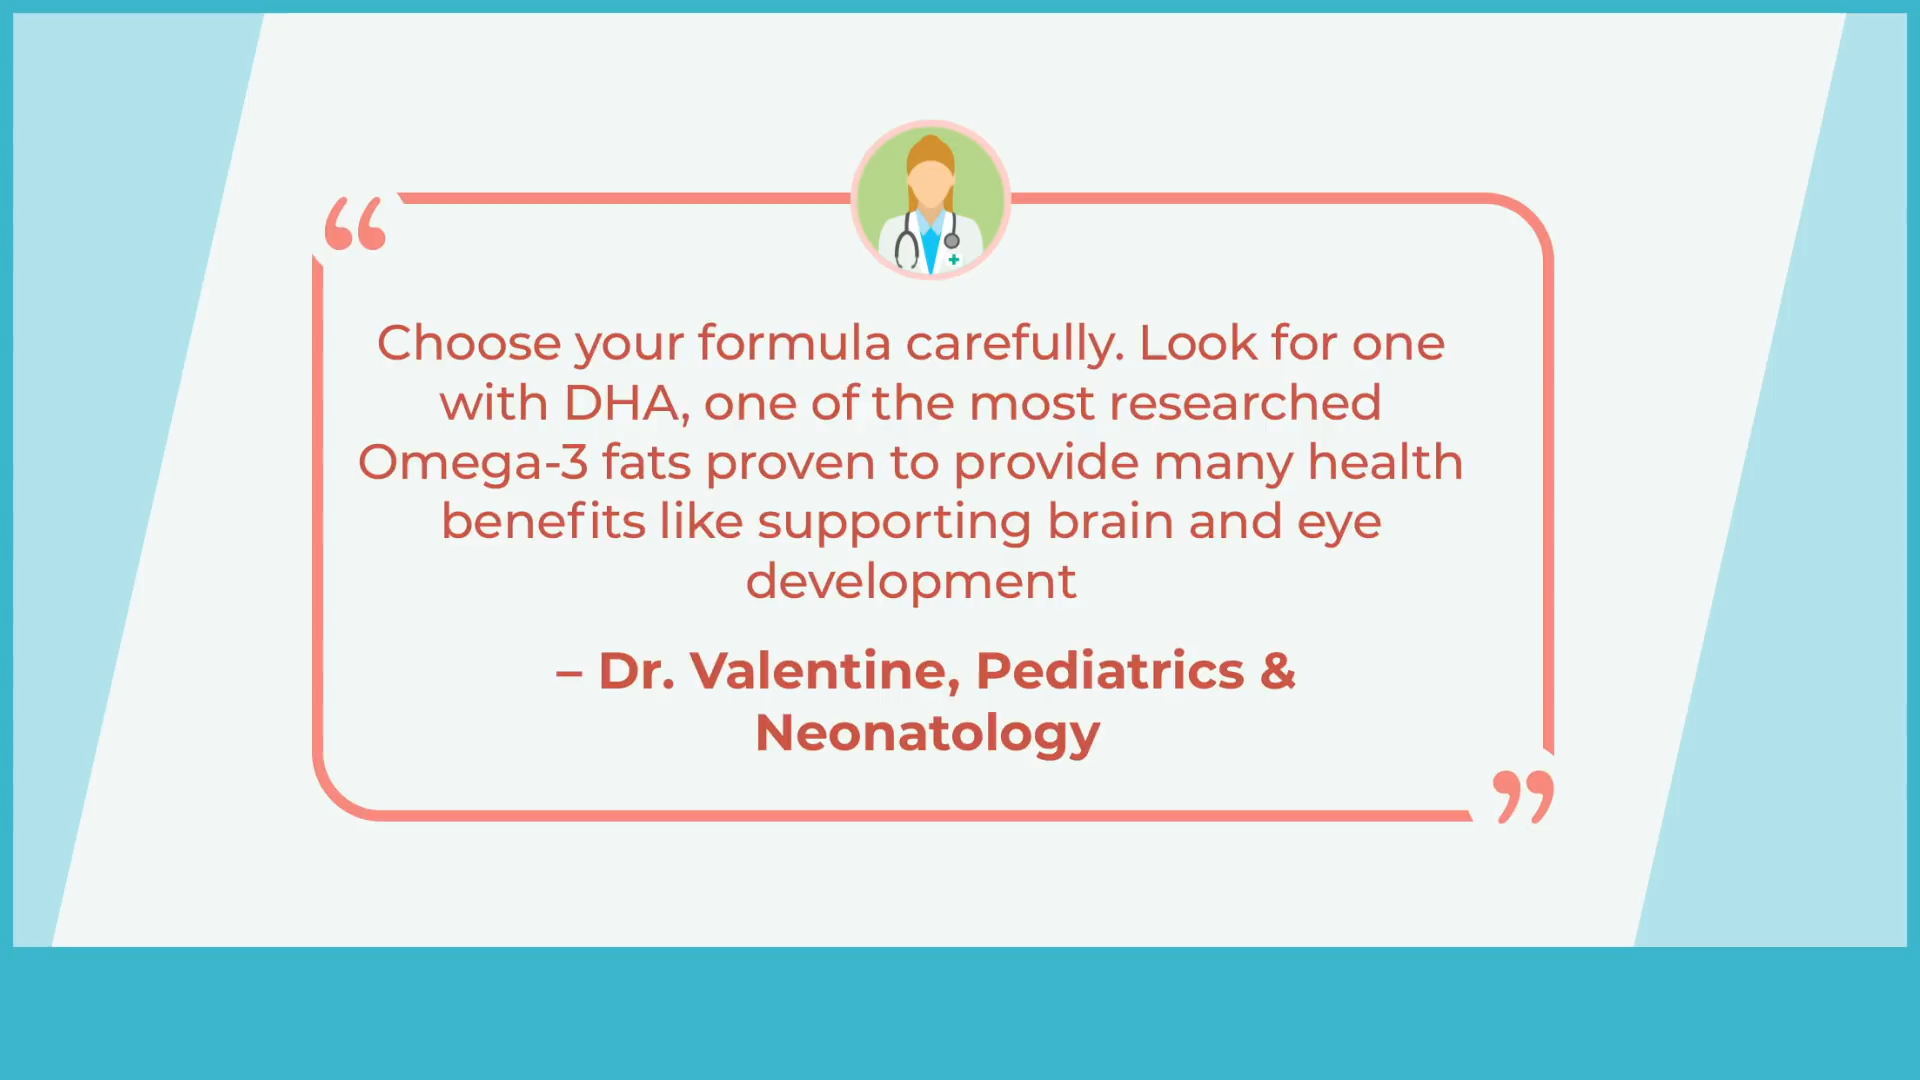 “
Choose your formula carefully. Look for one
with DHA, one of the most researched
Omega-3 fats proven to provide many health
benefits like supporting brain and eye
development
– Dr. Valentine, Pediatrics &
Neonatology
”